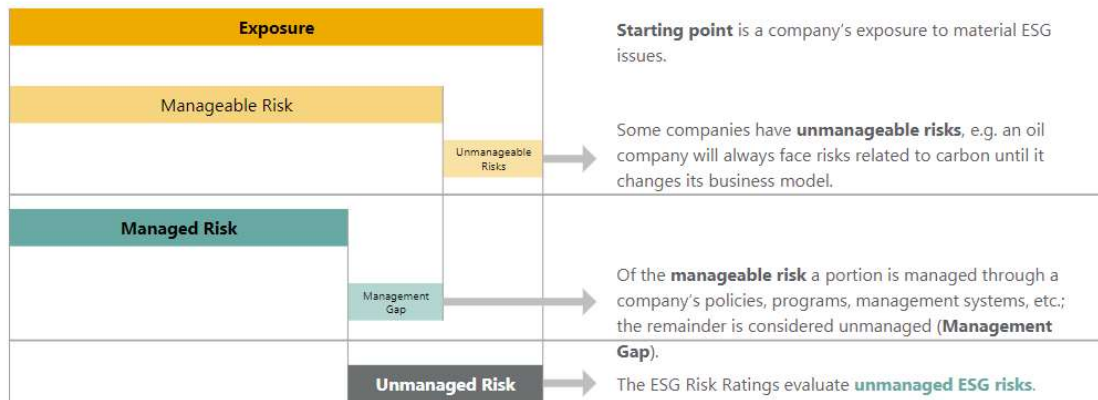 Exposure
Starting point is a company's exposure to material ESG
issues.
Manageable Risk
Unmanageable
Risks
Some companies have unmanageable risks, e.g. an oil
company will always face risks related to carbon until it
changes its business model.
Managed Risk
Management
Gap
Of the manageable risk a portion is managed through a
company's policies, programs, management systems, etc.;
the remainder is considered unmanaged (Management
Gap).
Unmanaged Risk
The ESG Risk Ratings evaluate unmanaged ESG risks.